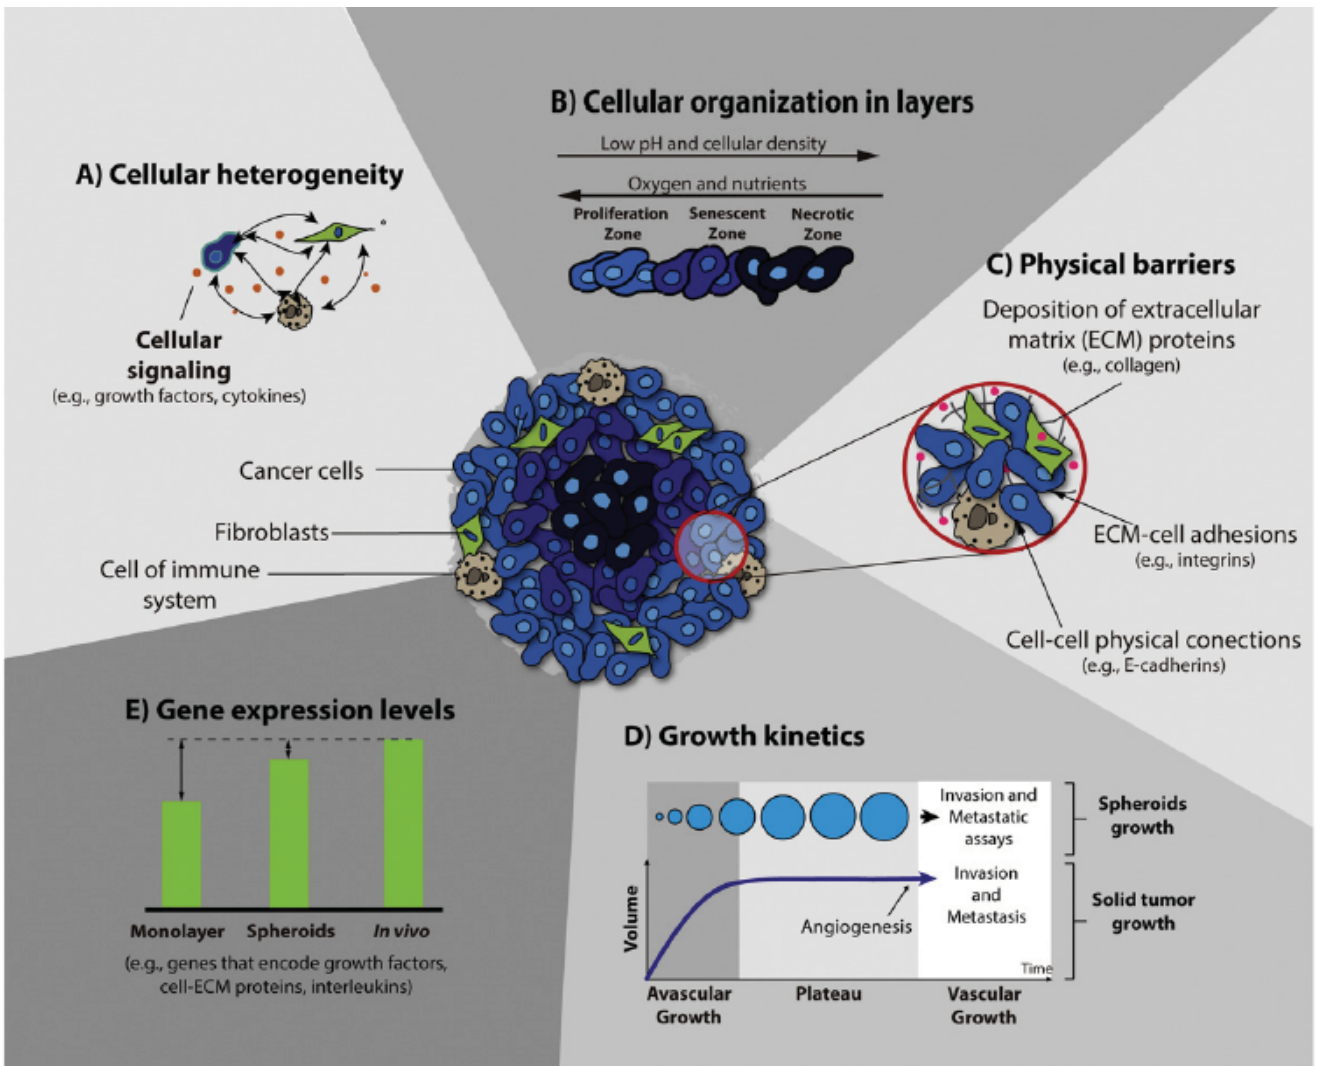 B) Cellular organization in layers
Low pH and cellular density
Oxygen and nutrients
Proliferation
Zone
Senescent
Zone
Necrotic
Zone
A) Cellular heterogeneity
Cellular
signaling
(e.g., growth factors, cytokines)
C) Physical barriers
Deposition of extracellular
matrix (ECM) proteins
(e.g., collagen)
ECM-cell adhesions
(e.g., integrins)
Cell-cell physical conections
(e.g., E-cadherins)
Cancer cells
Fibroblasts
Cell of immune
system
E) Gene expression levels
Monolayer
Spheroids
In vivo
(e.g., genes that encode growth factors,
cell-ECM proteins, interleukins)
D) Growth kinetics
Invasion and
Metastatic
assays
Spheroids
growth
Volume
Angiogenesis
Invasion
and
Metastasis
Time
Solid tumor
growth
Avascular
Growth
Plateau
Vascular
Growth